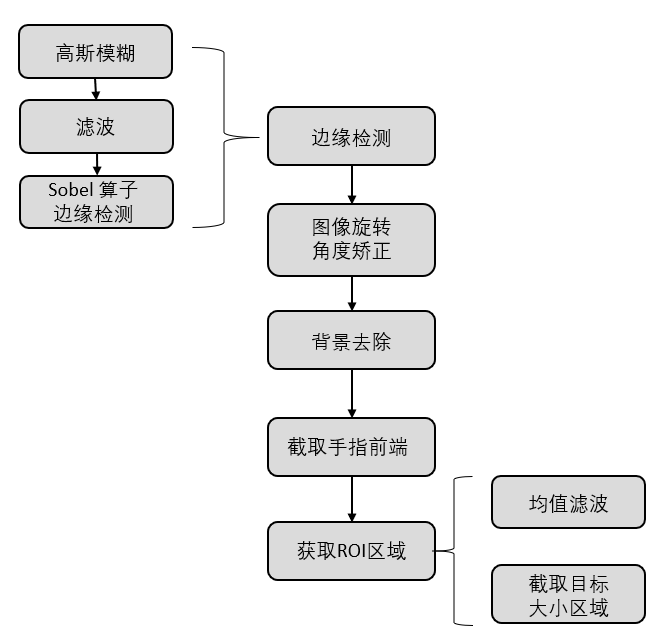 高斯模糊
滤波
Sobel 算子
边缘检测
边缘检测
图像旋转
角度矫正
背景去除
截取手指前端
获取ROI区域
均值滤波
截取目标
大小区域